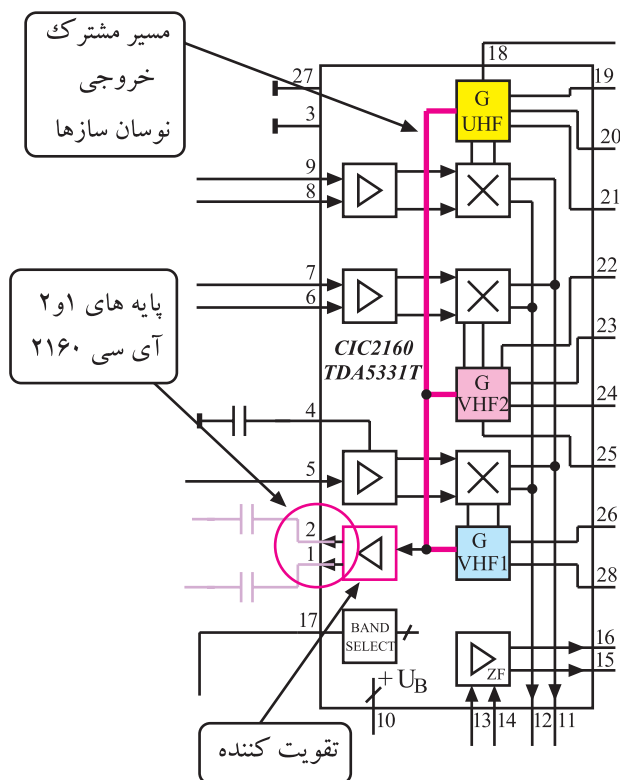 مسیر مشترک
خروجی
نوسان سازها
18
27
3
9
8
7
6
4
5
2
1
17
10
G
UHF
19
20
21
22
23
24
25
26
28
16
15
CIC2160
TDA5331T
G
VHF2
G
VHF1
BAND
SELECT
+U_B
ZF
13
14
12
11
پایه های ۱و۲
آی سی ۲۱۶۰
تقویت کننده